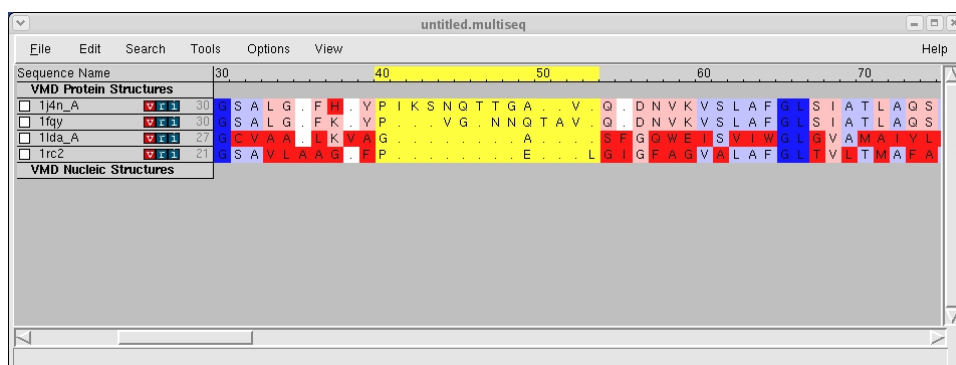 untitled.multiseq
File Edit Search Tools Options View Help
Sequence Name 30 40 50 60 70
VMD Protein Structures
1j4n_A v r i 30 G S A L G . F H . Y P I K S N Q T T G A . . V . Q . D N V K V S L A F G L S I A T L A Q S
1fqy v r i 30 G S A L G . F K . Y P . . . V G . N N Q T A V . Q . D N V K V S L A F G L S I A T L A Q S
1lda_A v r i 27 G C V A A . L K V A G . . . . . . . . A . . . . S F G Q W E I S V I W G L G V A M A I Y L
1rc2 v r i 21 G S A V L A A G . F P . . . . . . . . E . . . L G I G F A G V A L A F G L T V L T M A F A
VMD Nucleic Structures